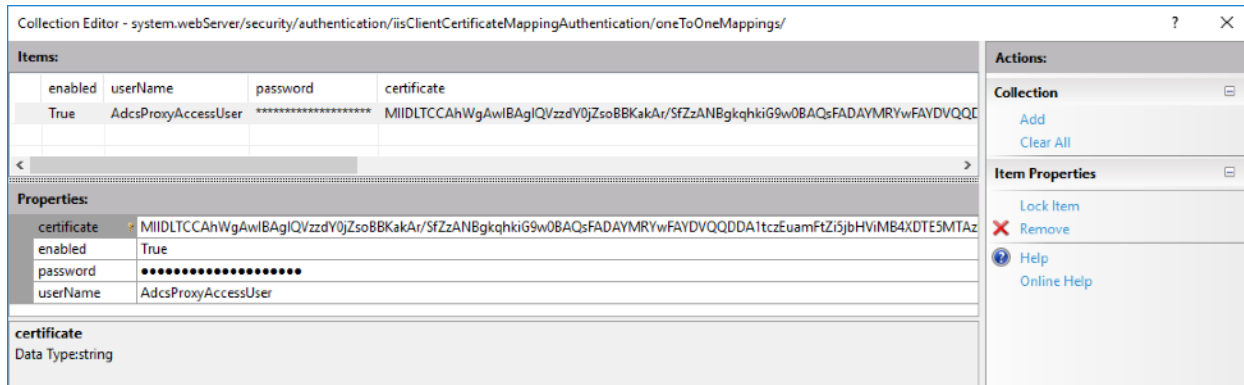 Collection Editor - system.webServer/security/authentication/iisClientCertificateMappingAuthentication/oneToOneMappings/ ? ×
Items:
enabled userName password certificate
True AdcsProxyAccessUser ******************** MIIDLTCCAhWgAwIBAgIQVzzdY0jZsoBBKakAr/SfZzANBgkqhkiG9w0BAQsFADAYMRYwFAYDVQQD
Properties:
certificate MIIDLTCCAhWgAwIBAgIQVzzdY0jZsoBBKakAr/SfZzANBgkqhkiG9w0BAQsFADAYMRYwFAYDVQQDDA1tczEuamFtZi5jbHViMB4XDTE5MTAz
enabled True
password ●●●●●●●●●●●●●●●●●●●●
userName AdcsProxyAccessUser
certificate
Data Type:string
Actions:
Collection
Add
Clear All
Item Properties
Lock Item
Remove
Help
Online Help